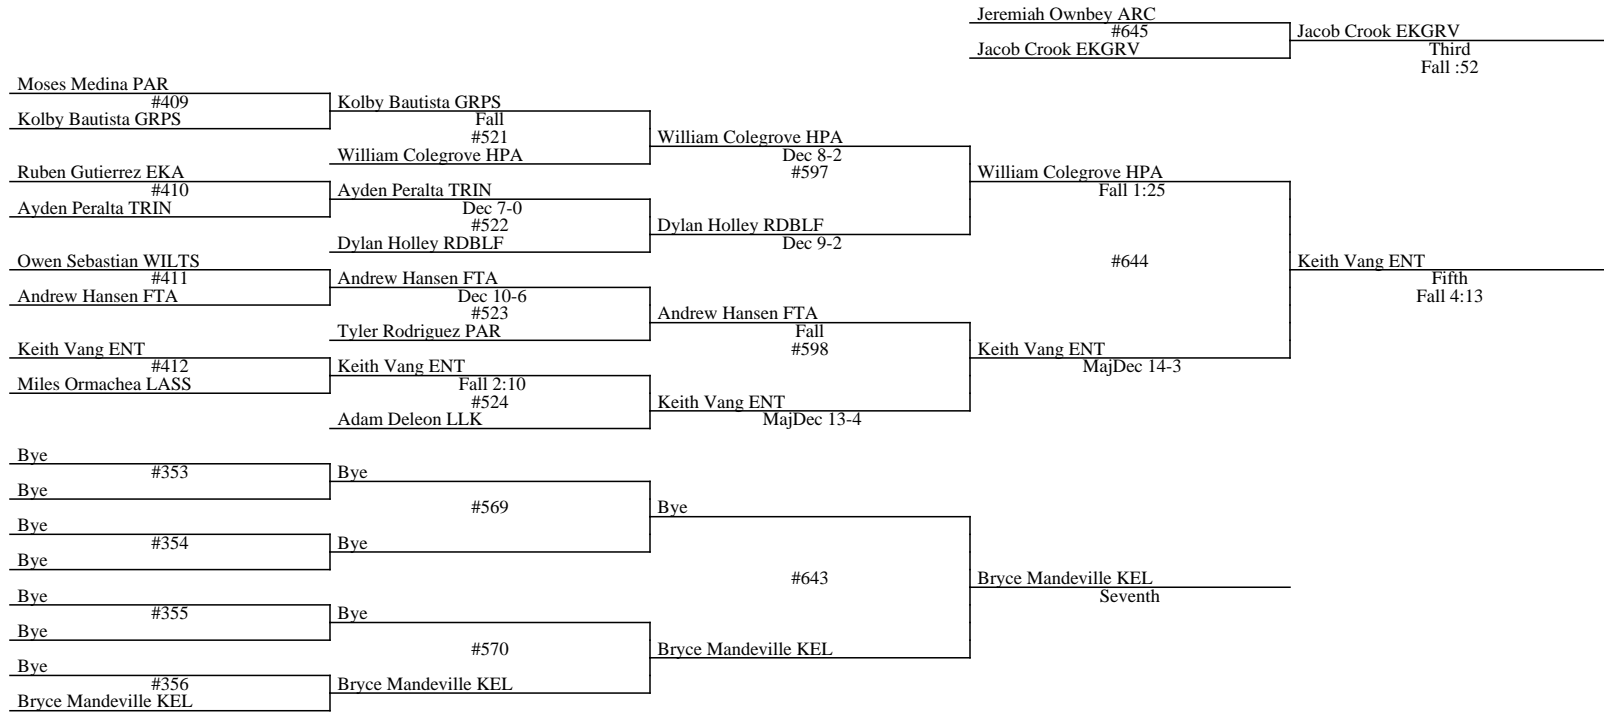 Jeremiah Ownbey ARC
#645
Jacob Crook EKGRV
Jacob Crook EKGRV
Third
Fall :52
Moses Medina PAR
#409
Kolby Bautista GRPS
Kolby Bautista GRPS
Fall
#521
William Colegrove HPA
William Colegrove HPA
Dec 8-2
#597
Ruben Gutierrez EKA
#410
Ayden Peralta TRIN
Ayden Peralta TRIN
Dec 7-0
#522
Dylan Holley RDBLF
Dylan Holley RDBLF
Dec 9-2
William Colegrove HPA
Fall 1:25
#644
Owen Sebastian WILTS
#411
Andrew Hansen FTA
Andrew Hansen FTA
Dec 10-6
#523
Tyler Rodriguez PAR
Andrew Hansen FTA
Fall
#598
Keith Vang ENT
#412
Miles Ormachea LASS
Keith Vang ENT
Fall 2:10
#524
Adam Deleon LLK
Keith Vang ENT
MajDec 13-4
Keith Vang ENT
MajDec 14-3
Keith Vang ENT
Fifth
Fall 4:13
Bye
#353
Bye
Bye
#569
Bye
#354
Bye
Bye
Bye
#643
Bye
#355
Bye
Bye
#570
Bye
#356
Bryce Mandeville KEL
Bryce Mandeville KEL
Bryce Mandeville KEL
Bryce Mandeville KEL
Seventh